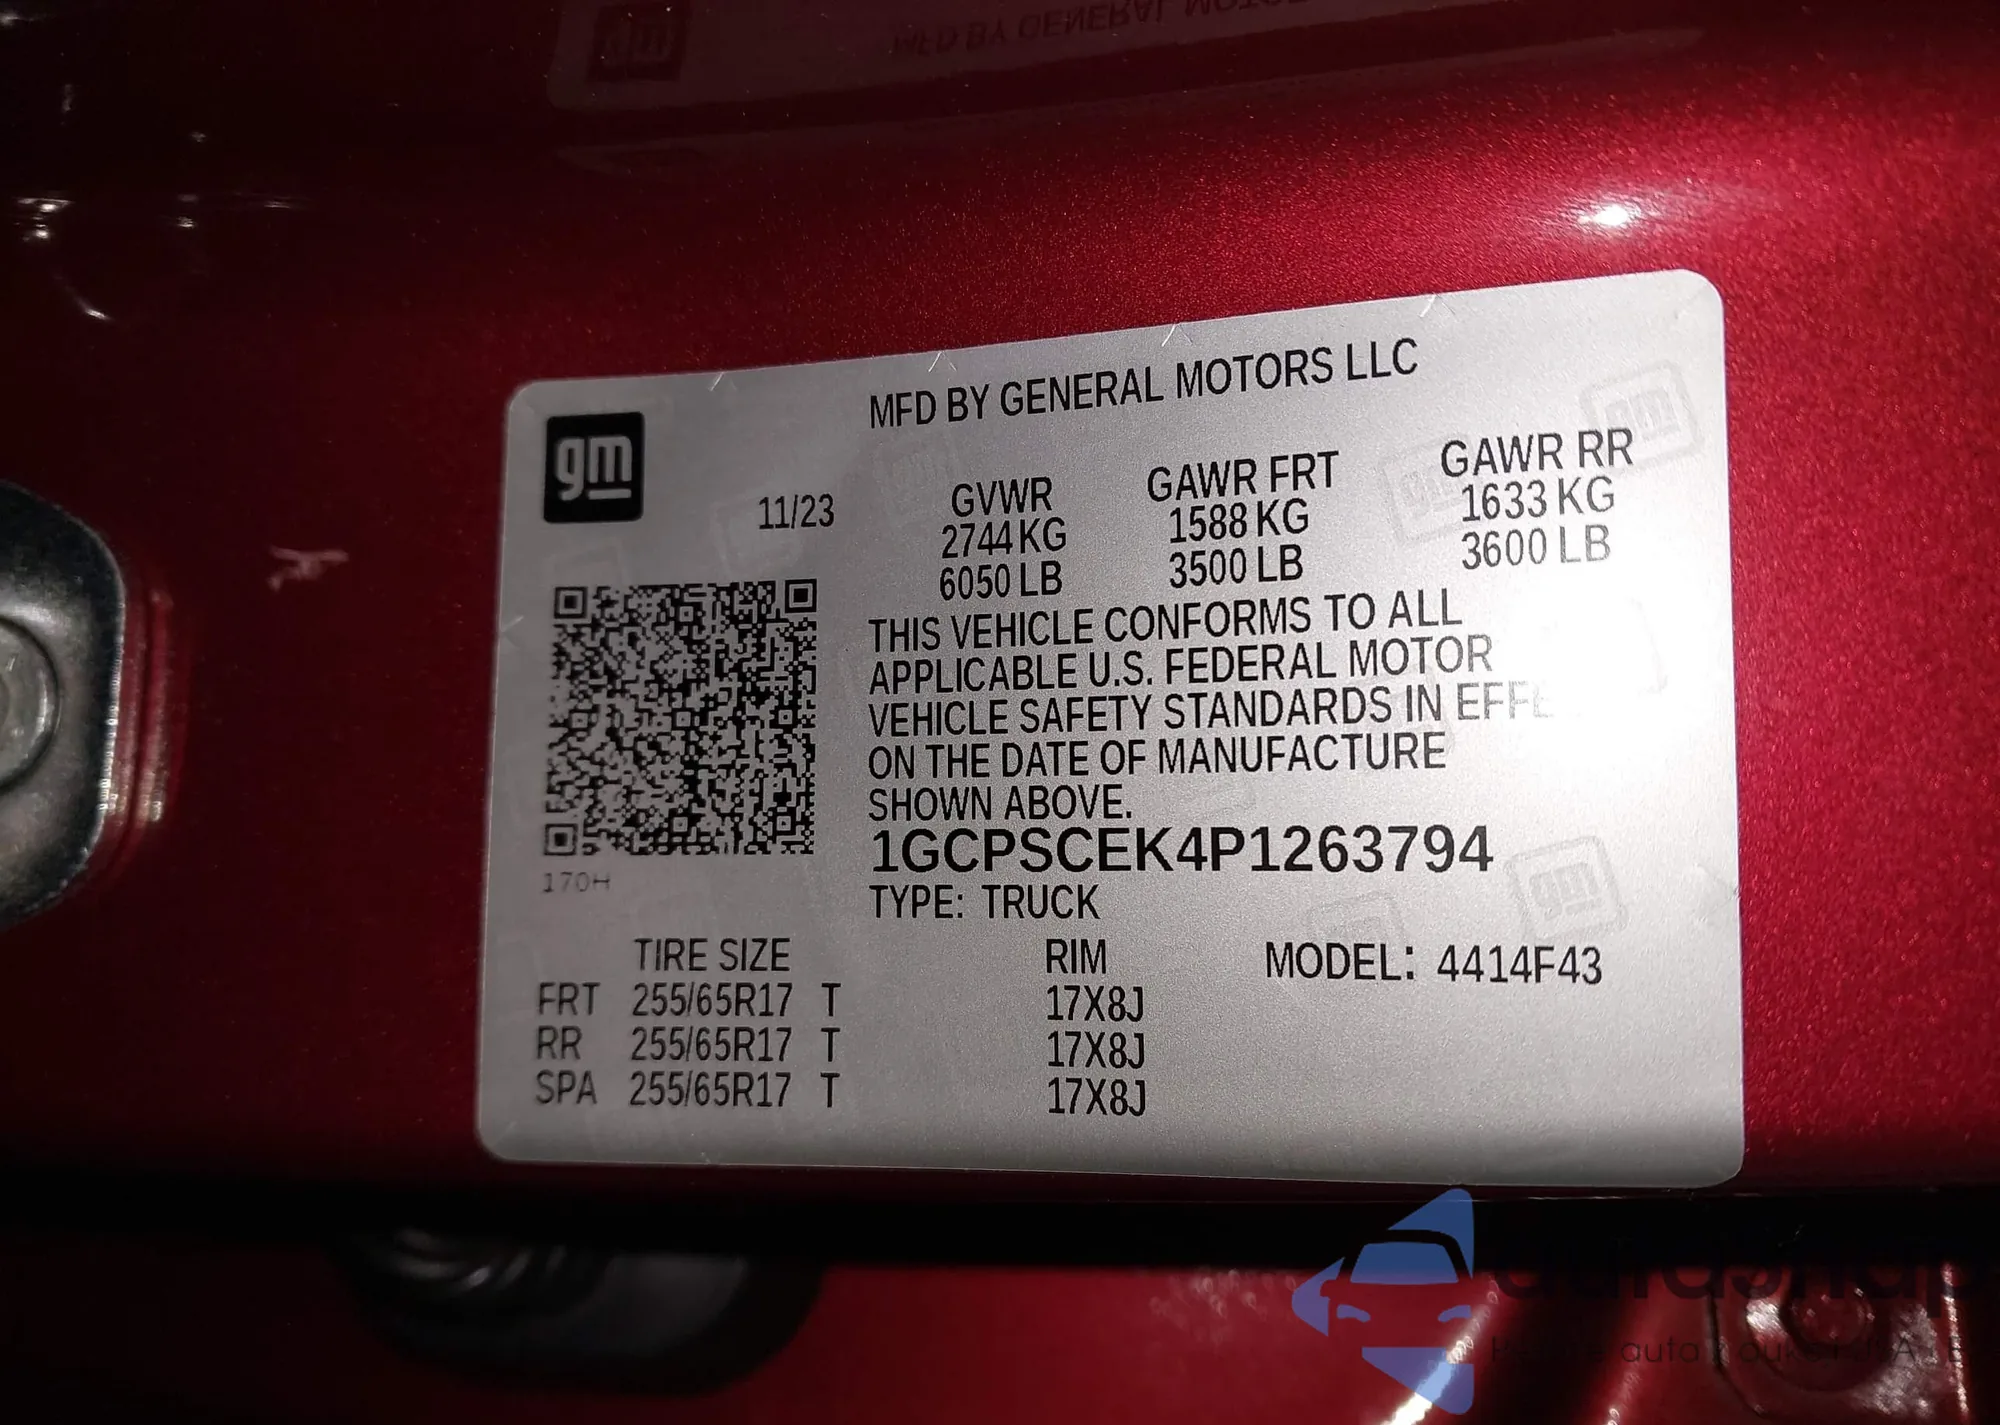 MFD BY GENERAL MOTORS LLC
gm
11/23
GVWR GAWR FRT GAWR RR
2744 KG 1588 KG 1633 KG
6050 LB 3500 LB 3600 LB
THIS VEHICLE CONFORMS TO ALL
APPLICABLE U.S. FEDERAL MOTOR
VEHICLE SAFETY STANDARDS IN
ON THE DATE OF MANUFACTURE
SHOWN ABOVE.
1GCPSCEK4P1263794
170H
TYPE: TRUCK
TIRE SIZE RIM MODEL: 4414F43
FRT 255/65R17 T 17X8J
RR 255/65R17 T 17X8J
SPA 255/65R17 T 17X8J